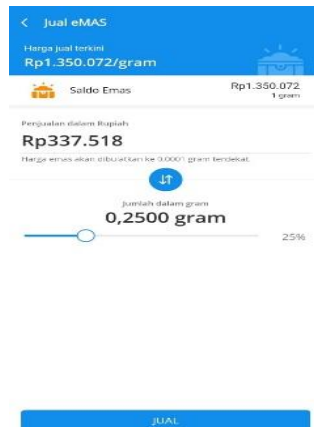 Jual eMAS
Harga jual terkini
Rp1.350.072/gram
Saldo Emas
Rp1.350.072
1 gram
Penjualan dalam Rupiah
Rp337.518
Harga emas akan dibulatkan ke 0.0001 gram terdekat.
Jumlah dalam gram
0,2500 gram
25%
JUAL